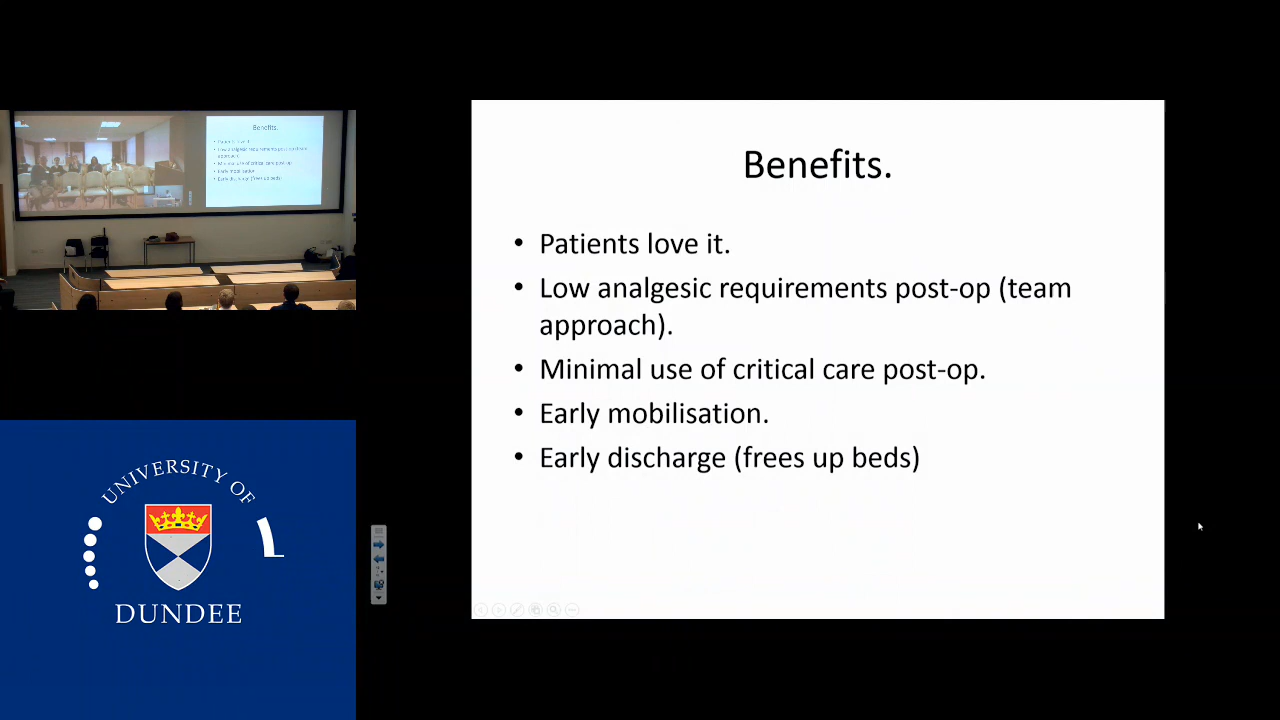 Benefits.
• Patients love it.
• Low analgesic requirements post-op (team
approach).
• Minimal use of critical care post-op.
• Early mobilisation.
• Early discharge (frees up beds)
Benefits.
UNIVERSITY OF
DUNDEE